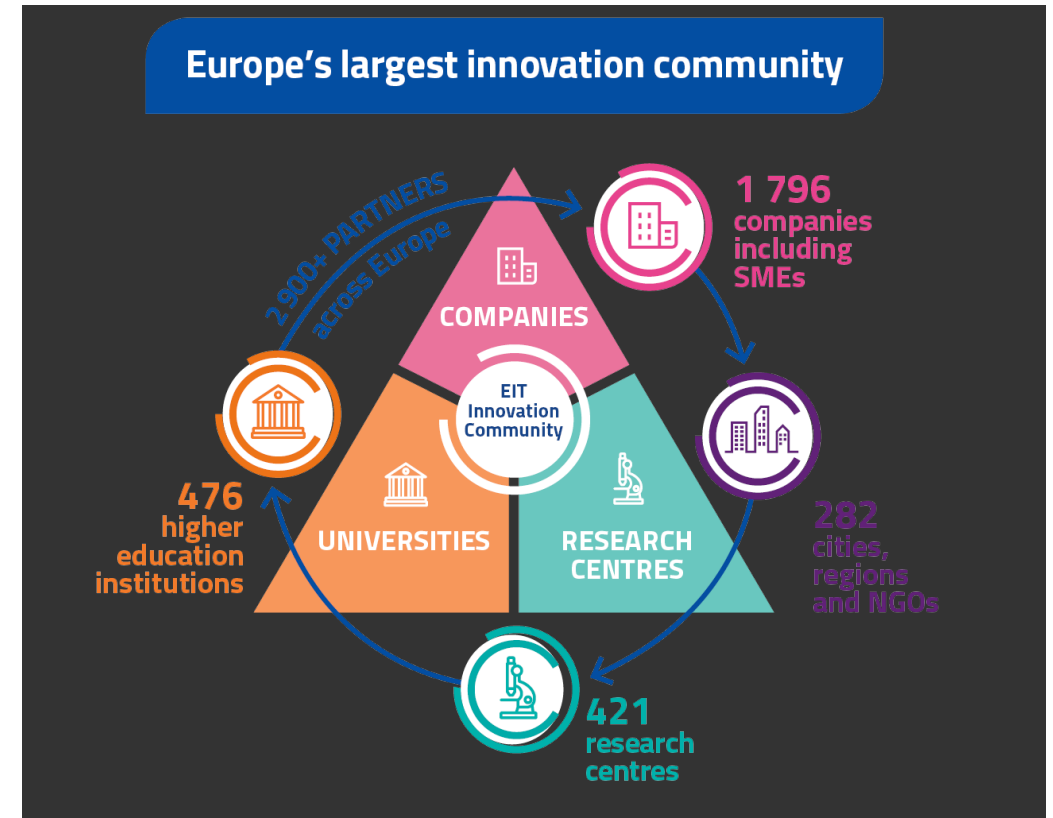 Europe's largest innovation community
2 900+ PARTNERS
across Europe
1 796
companies
including
SMEs
COMPANIES
EIT
Innovation
Community
476
higher
education
institutions
UNIVERSITIES
RESEARCH
CENTRES
282
cities,
regions
and NGOs
421
research
centres